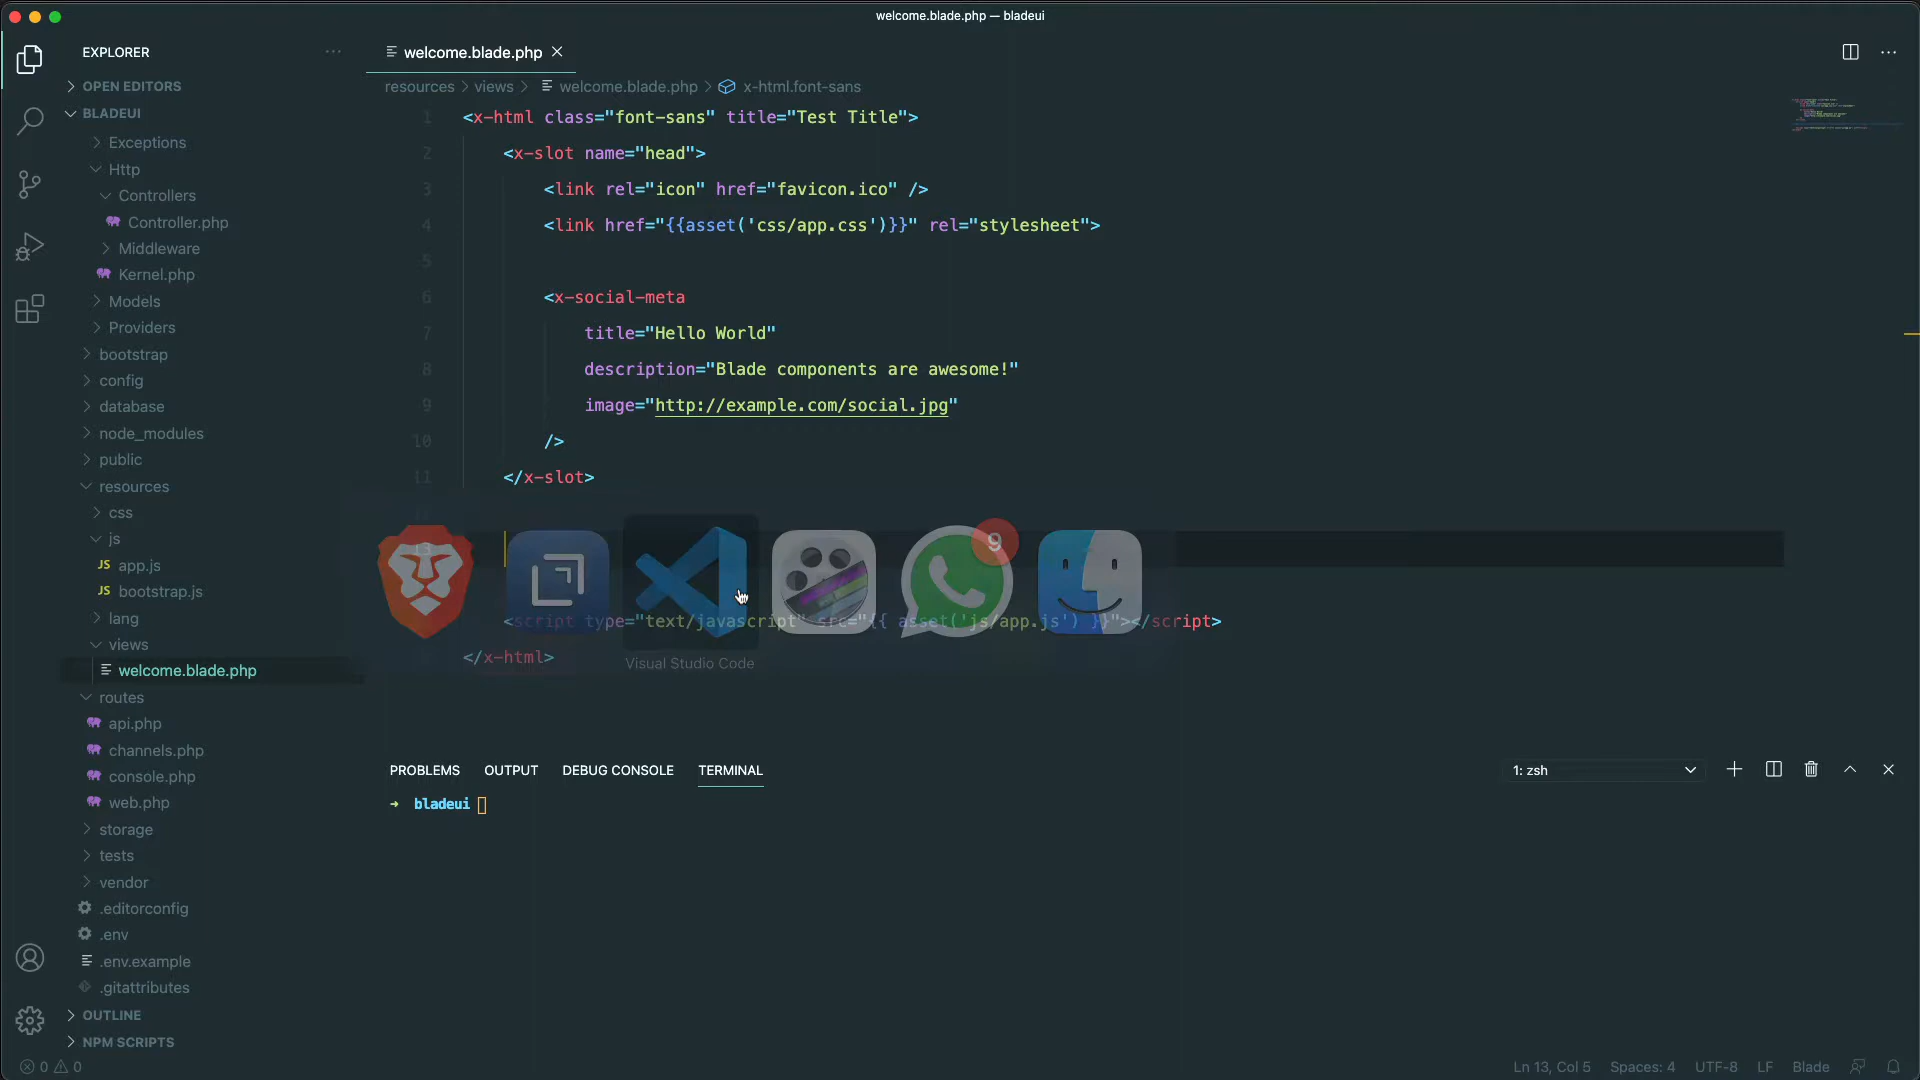 welcome.blade.php — bladeui
EXPLORER
OPEN EDITORS
BLADEUI
Exceptions
Http
Controllers
Controller.php
Middleware
Kernel.php
Models
Providers
bootstrap
config
database
node_modules
public
resources
css
js
JS app.js
JS bootstrap.js
lang
views
welcome.blade.php
routes
api.php
channels.php
console.php
web.php
storage
tests
vendor
.editorconfig
.env
.env.example
.gitattributes
OUTLINE
NPM SCRIPTS
welcome.blade.php
resources > views > welcome.blade.php > x-html.font-sans
1 <x-html class="font-sans" title="Test Title">
2 <x-slot name="head">
3 <link rel="icon" href="favicon.ico" />
4 <link href="{{asset('css/app.css')}}" rel="stylesheet">
5
6 <x-social-meta
7 title="Hello World"
8 description="Blade components are awesome!"
9 image="http://example.com/social.jpg"
10 />
11 </x-slot>
13
9
<script type="text/javascript" src="{{ asset('js/app.js') }}"></script>
</x-html>
Visual Studio Code
PROBLEMS OUTPUT DEBUG CONSOLE TERMINAL
1: zsh
→ bladeui
0 0
Ln 13, Col 5 Spaces: 4 UTF-8 LF Blade